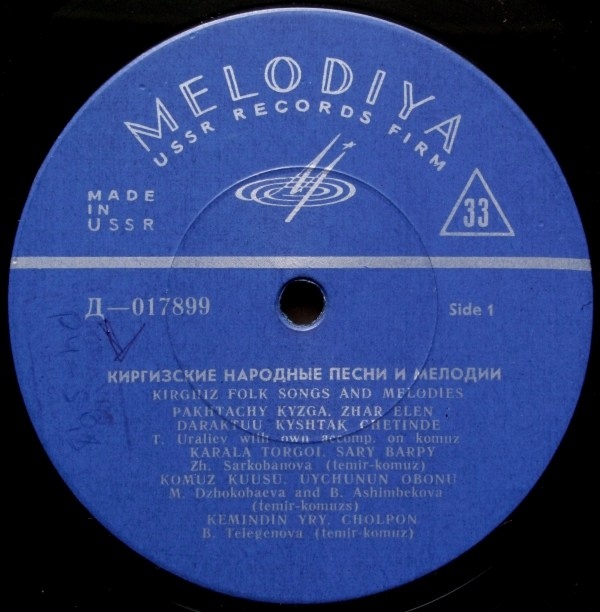 MELODIYA
USSR RECORDS FIRM
MADE
IN
USSR
33
Д—017899
Side 1
КИРГИЗСКИЕ НАРОДНЫЕ ПЕСНИ И МЕЛОДИИ
KIRGHIZ FOLK SONGS AND MELODIES
PAKHTACHY KYZGA, ZHAR ELEN
DARAKTUU KYSHTAK CHETINDE
T. Uraliev with own accomp. on komuz
KARALA TORGOI, SARY BARPY
Zh. Sarkobanova (temir-komuz)
KOMUZ KUUSU, UYCHUNUN OBONU
M. Dzhokobaeva and B. Ashimbekova
(temir-komuzs)
KEMINDIN YRY, CHOLPON
B. Telegenova (temir-komuz)